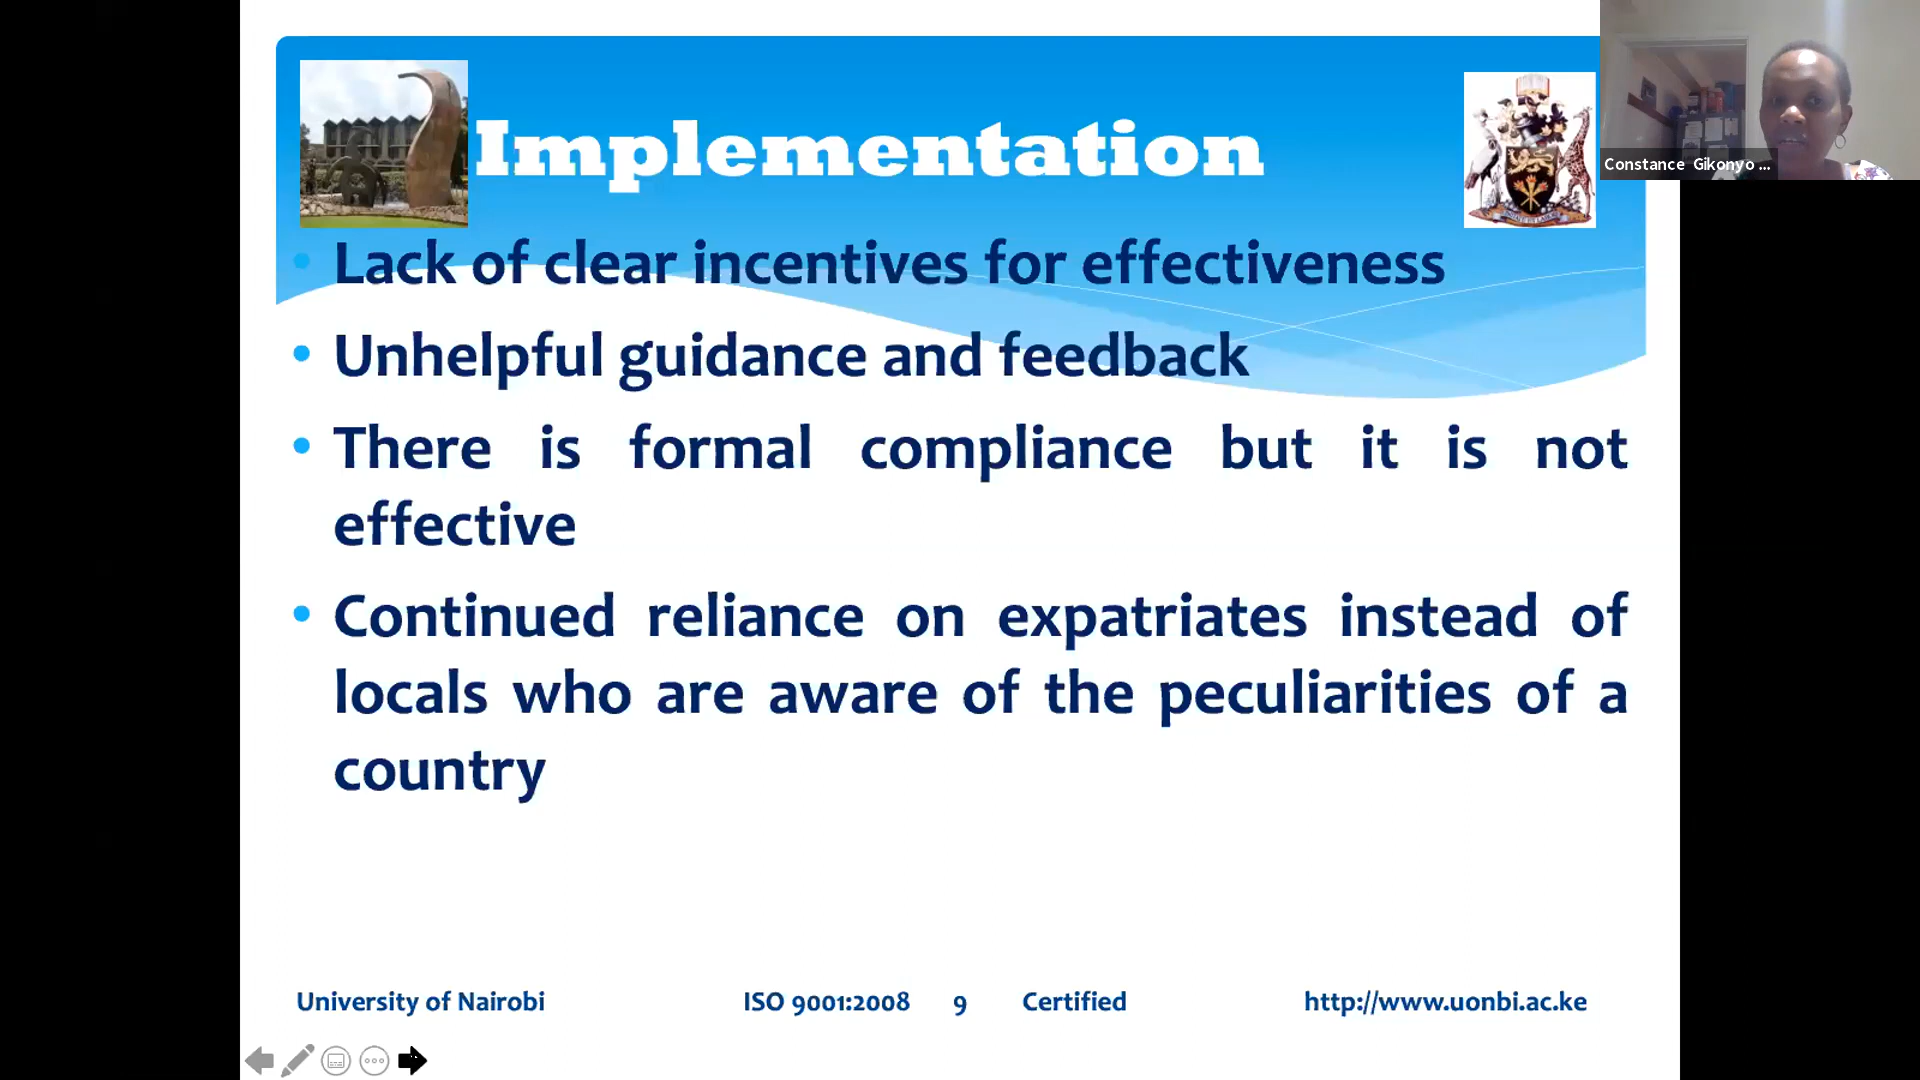 Implementation
Constance Gikonyo ...
• Lack of clear incentives for effectiveness
• Unhelpful guidance and feedback
• There is formal compliance but it is not
effective
• Continued reliance on expatriates instead of
locals who are aware of the peculiarities of a
country
University of Nairobi ISO 9001:2008 9 Certified http://www.uonbi.ac.ke